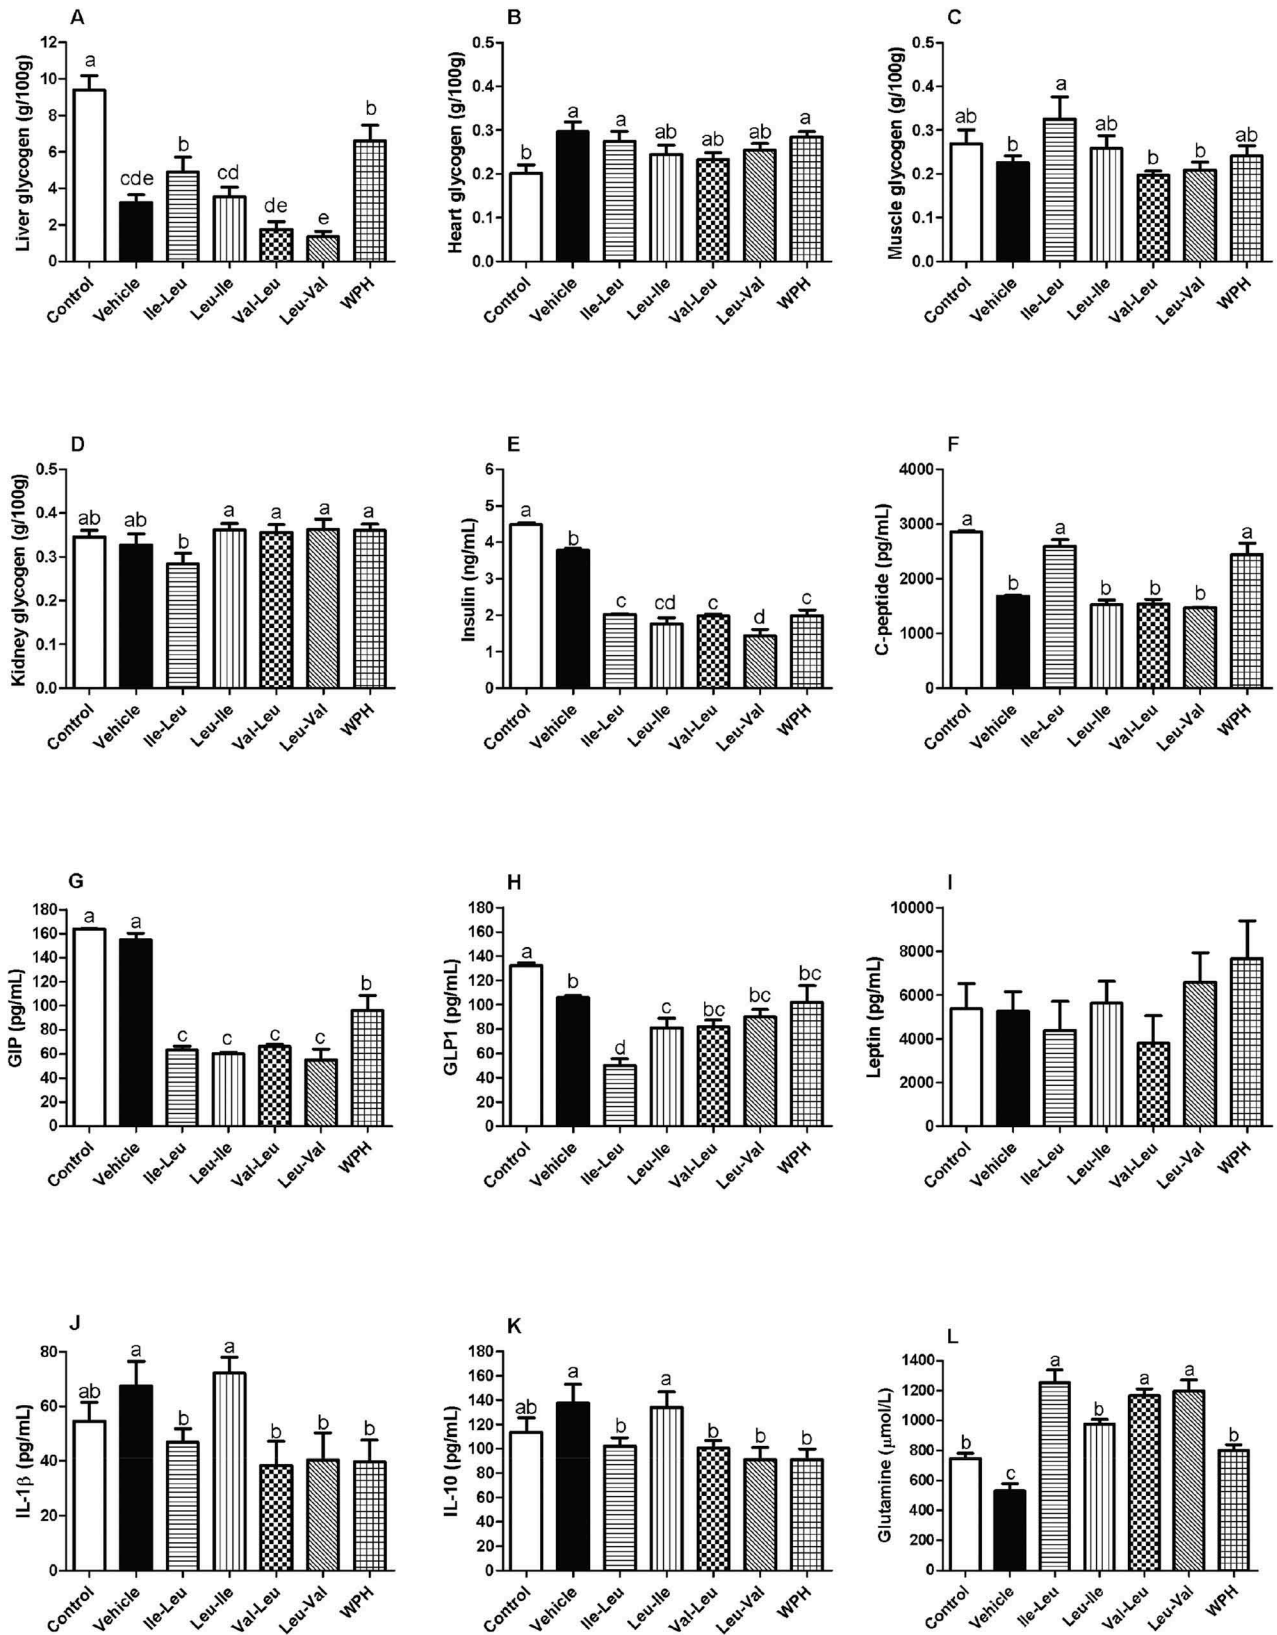 A
Liver glycogen (g/100g)
12
10
8
6
4
2
0
a
cde
b
cd
de
e
b
Control
Vehicle
Ile-Leu
Leu-Ile
Val-Leu
Leu-Val
WPH
B
Heart glycogen (g/100g)
0.5
0.4
0.3
0.2
0.1
0.0
b
a
a
ab
ab
ab
a
Control
Vehicle
Ile-Leu
Leu-Ile
Val-Leu
Leu-Val
WPH
C
Muscle glycogen (g/100g)
0.5
0.4
0.3
0.2
0.1
0.0
ab
b
a
ab
b
b
ab
Control
Vehicle
Ile-Leu
Leu-Ile
Val-Leu
Leu-Val
WPH
D
Kidney glycogen (g/100g)
0.5
0.4
0.3
0.2
0.1
0.0
ab
ab
b
a
a
a
a
Control
Vehicle
Ile-Leu
Leu-Ile
Val-Leu
Leu-Val
WPH
E
Insulin (ng/mL)
6
5
4
3
2
1
0
a
b
c
cd
c
d
c
Control
Vehicle
Ile-Leu
Leu-Ile
Val-Leu
Leu-Val
WPH
F
C-peptide (pg/mL)
4000
3000
2000
1000
0
a
b
a
b
b
b
a
Control
Vehicle
Ile-Leu
Leu-Ile
Val-Leu
Leu-Val
WPH
G
GIP (pg/mL)
180
160
140
120
100
80
60
40
20
0
a
a
c
c
c
c
b
Control
Vehicle
Ile-Leu
Leu-Ile
Val-Leu
Leu-Val
WPH
H
GLP1 (pg/mL)
180
160
140
120
100
80
60
40
20
0
a
b
d
c
bc
bc
bc
Control
Vehicle
Ile-Leu
Leu-Ile
Val-Leu
Leu-Val
WPH
I
Leptin (pg/mL)
10000
8000
6000
4000
2000
0
Control
Vehicle
Ile-Leu
Leu-Ile
Val-Leu
Leu-Val
WPH
J
IL-1β (pg/mL)
80
60
40
20
0
ab
a
b
a
b
b
b
Control
Vehicle
Ile-Leu
Leu-Ile
Val-Leu
Leu-Val
WPH
K
IL-10 (pg/mL)
180
160
140
120
100
80
60
40
20
0
ab
a
b
a
b
b
b
Control
Vehicle
Ile-Leu
Leu-Ile
Val-Leu
Leu-Val
WPH
L
Glutamine (μmol/L)
1400
1200
1000
800
600
400
200
0
b
c
a
b
a
a
b
Control
Vehicle
Ile-Leu
Leu-Ile
Val-Leu
Leu-Val
WPH